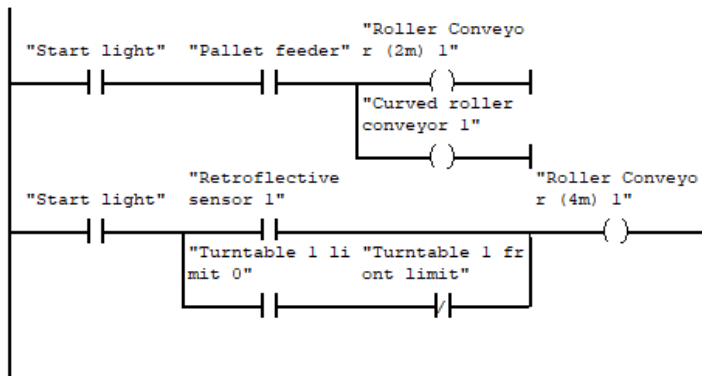 "Roller Conveyo
"Start light" "Pallet feeder" r (2m) 1"
"Curved roller
conveyor 1"
"Retroflective
"Roller Conveyo
"Start light" sensor 1" r (4m) 1"
"Turntable 1 li "Turntable 1 fr
mit 0" ont limit"